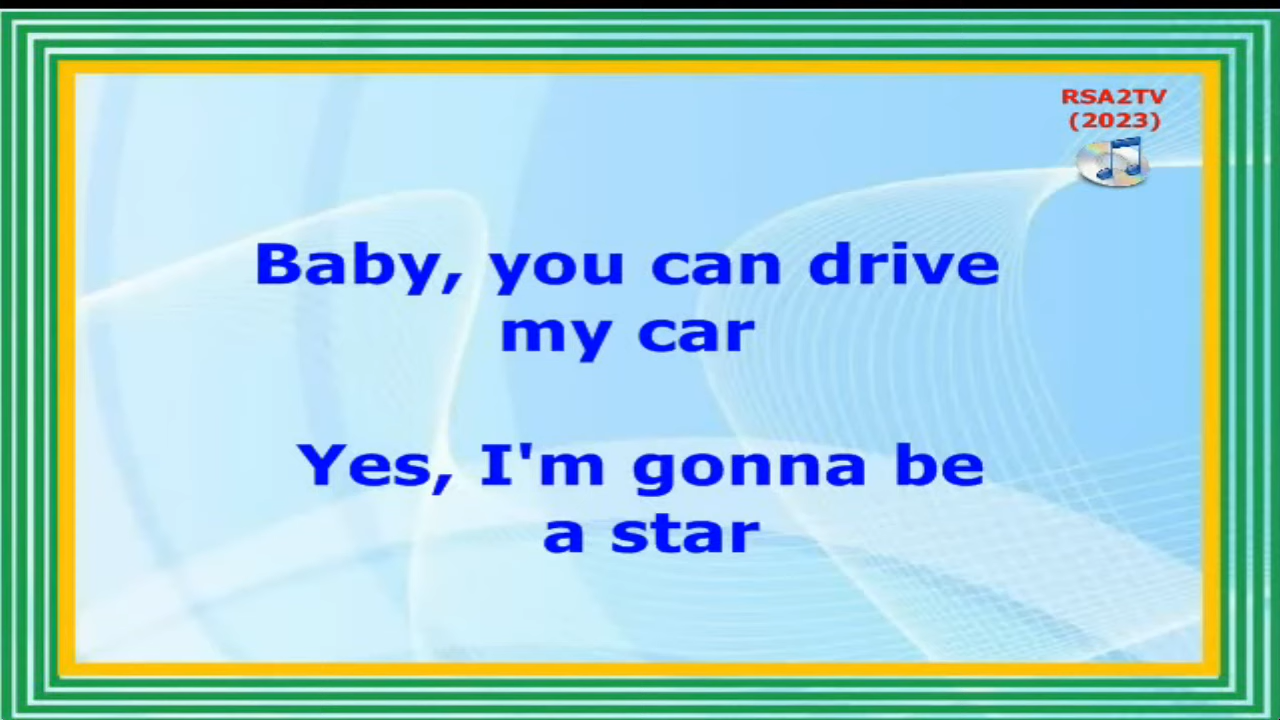 RSA2TV
(2023)
Baby, you can drive
my car
Yes, I'm gonna be
a star